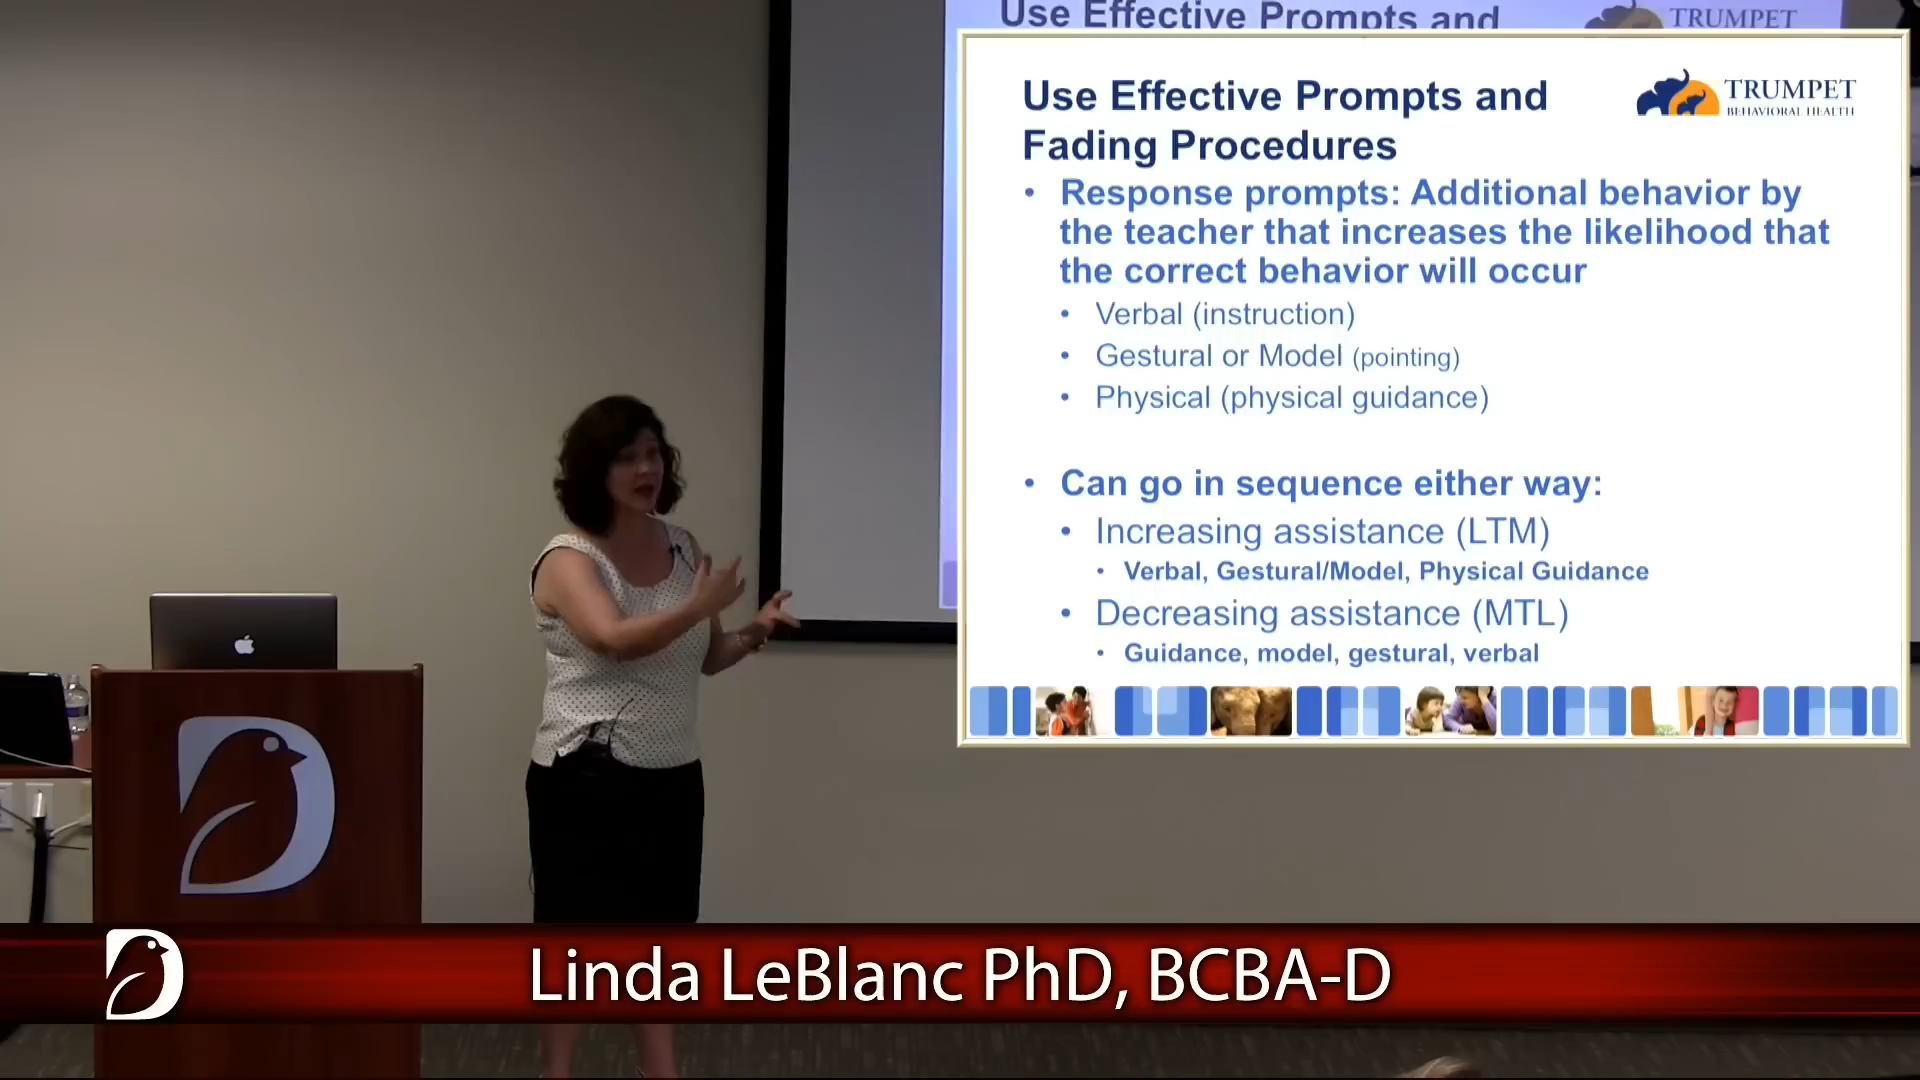 Use Effective Prompts and
TRUMPET
Use Effective Prompts and
Fading Procedures
TRUMPET
BEHAVIORAL HEALTH
• Response prompts: Additional behavior by
the teacher that increases the likelihood that
the correct behavior will occur
• Verbal (instruction)
• Gestural or Model (pointing)
• Physical (physical guidance)
• Can go in sequence either way:
• Increasing assistance (LTM)
• Verbal, Gestural/Model, Physical Guidance
• Decreasing assistance (MTL)
• Guidance, model, gestural, verbal
Linda LeBlanc PhD, BCBA-D